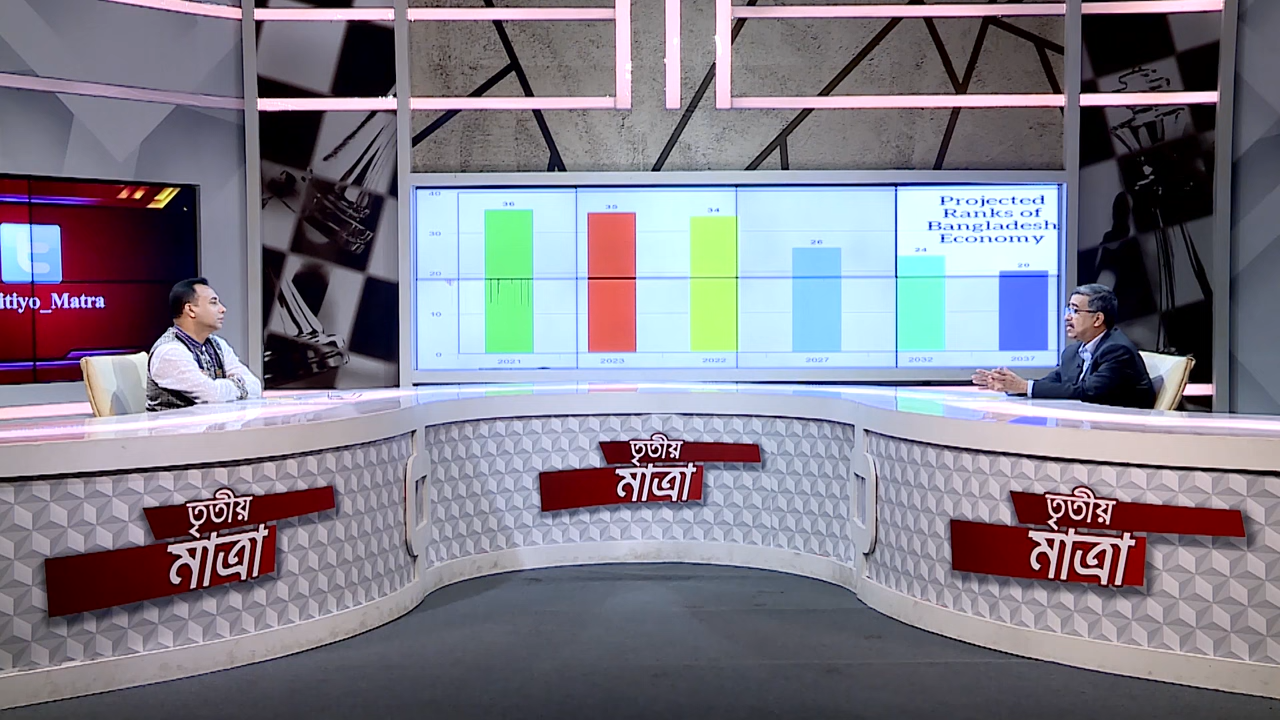 40
30
20
10
0
36
35
34
26
24
20
2021
2023
2022
2027
2032
2037
Projected
Ranks of
Bangladesh
Economy
itiyo_Matra
তৃতীয়
মাত্রা
তৃতীয়
মাত্রা
তৃতীয়
মাত্রা